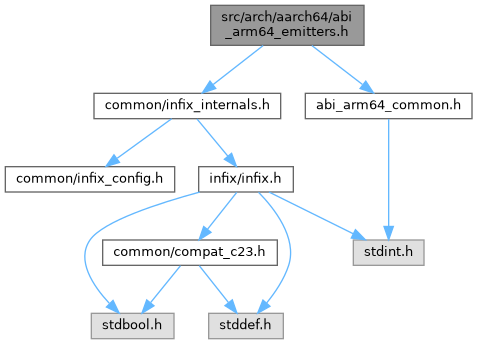 src/arch/aarch64/abi
_arm64_emitters.h
common/infix_internals.h
abi_arm64_common.h
common/infix_config.h
infix/infix.h
common/compat_c23.h
stdint.h
stdbool.h
stddef.h